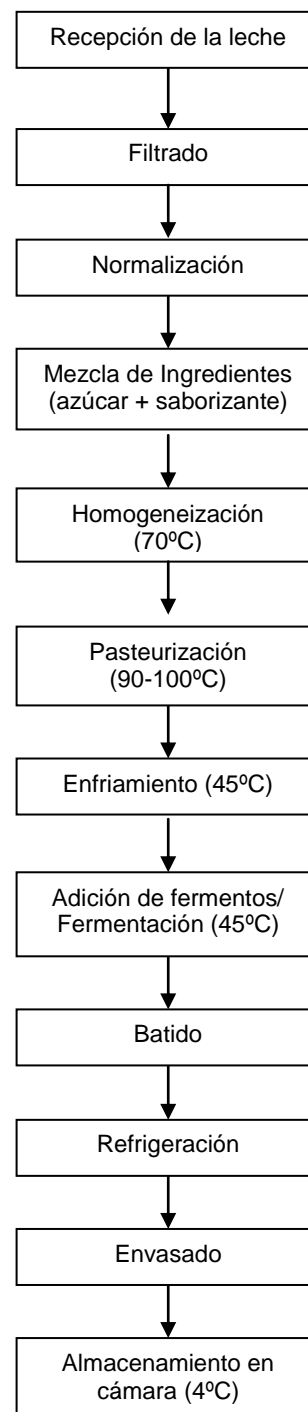 Recepción de la leche
Filtrado
Normalización
Mezcla de Ingredientes
(azúcar + saborizante)
Homogeneización
(70ºC)
Pasteurización
(90-100ºC)
Enfriamiento (45ºC)
Adición de fermentos/
Fermentación (45ºC)
Batido
Refrigeración
Envasado
Almacenamiento en
cámara (4ºC)